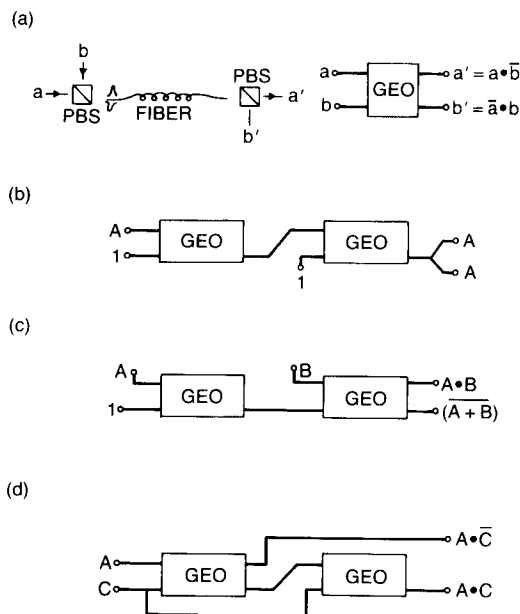 (a)
b
a
PBS
FIBER
PBS
a′
b′
a
b
GEO
a′ = a•b̅
b′ = a̅•b
(b)
A
1
GEO
1
GEO
A
A
(c)
A
1
GEO
B
GEO
A•B
(A̅ ̅+̅ ̅B̅)
(d)
A
C
GEO
GEO
A•C̅
A•C